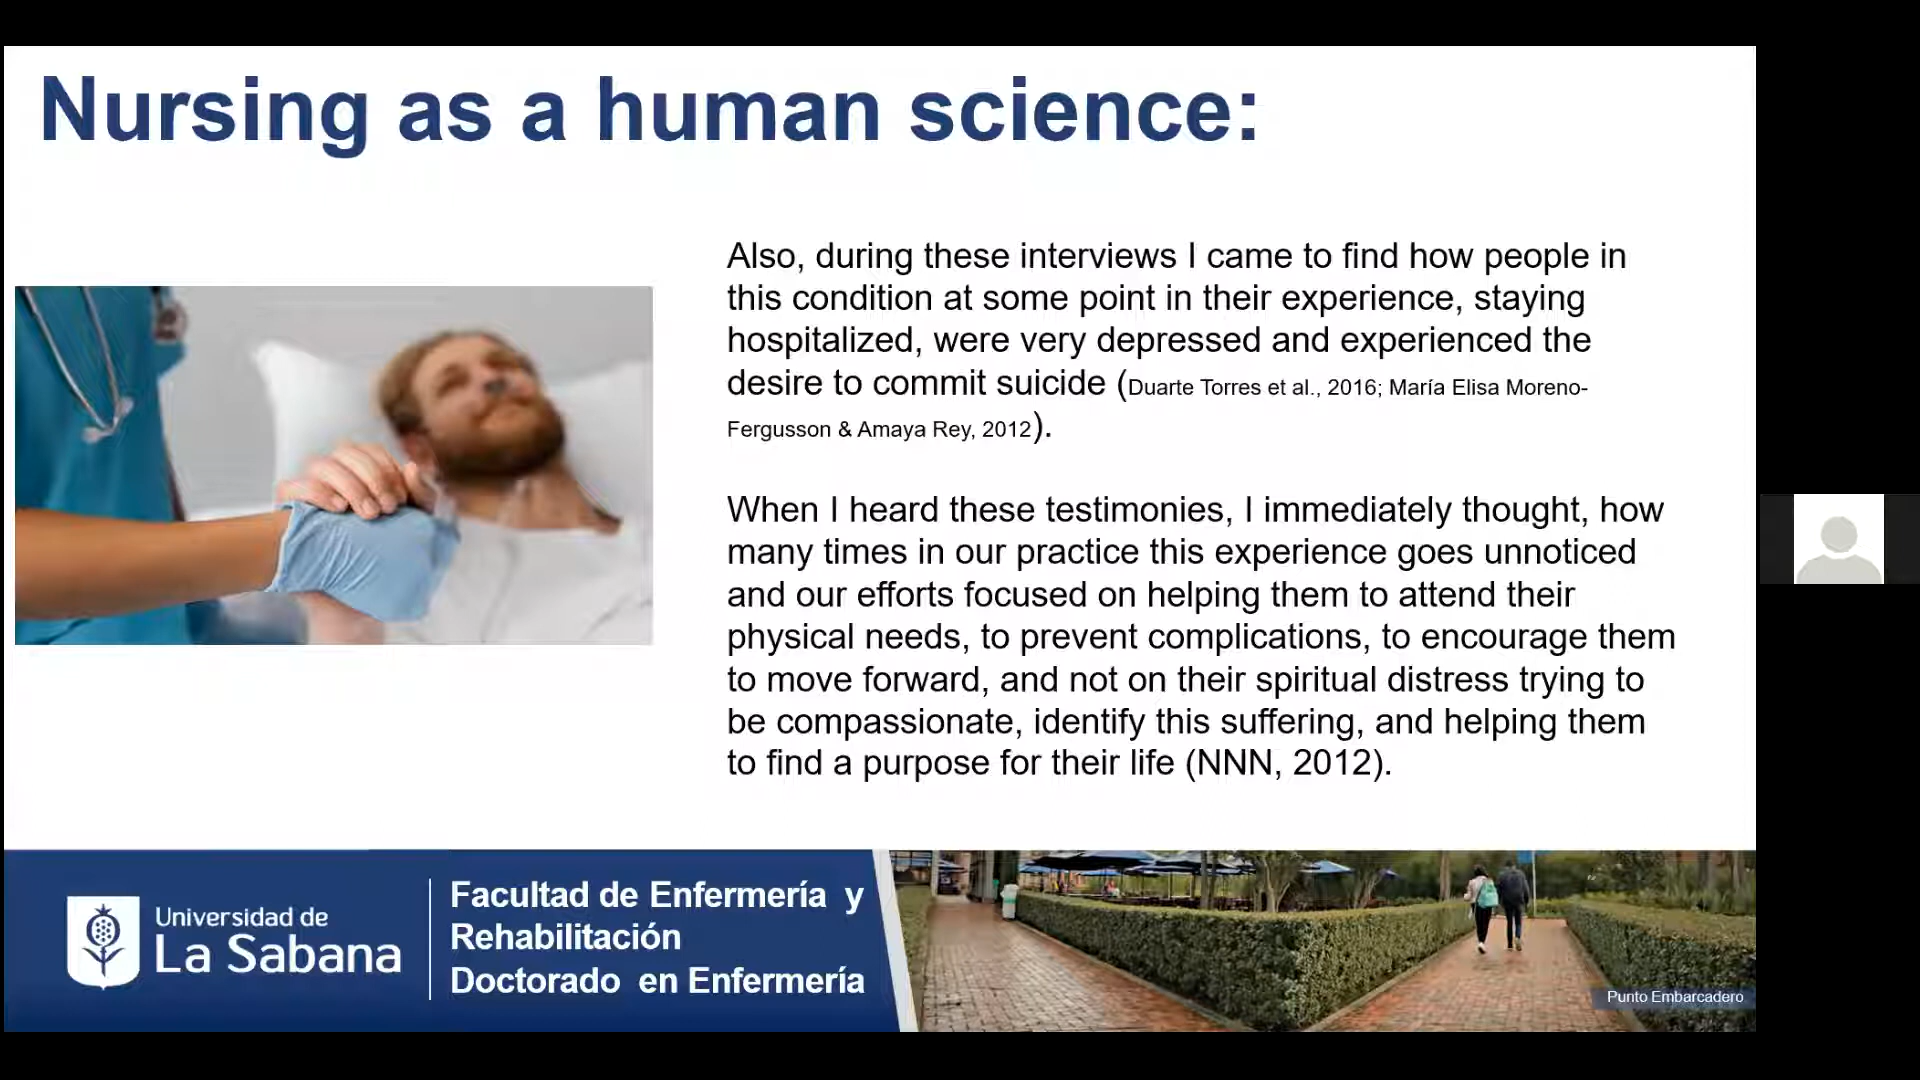 Nursing as a human science:
Also, during these interviews I came to find how people in
this condition at some point in their experience, staying
hospitalized, were very depressed and experienced the
desire to commit suicide (Duarte Torres et al., 2016; María Elisa Moreno-
Fergusson & Amaya Rey, 2012).
When I heard these testimonies, I immediately thought, how
many times in our practice this experience goes unnoticed
and our efforts focused on helping them to attend their
physical needs, to prevent complications, to encourage them
to move forward, and not on their spiritual distress trying to
be compassionate, identify this suffering, and helping them
to find a purpose for their life (NNN, 2012).
Universidad de
La Sabana
Facultad de Enfermería y
Rehabilitación
Doctorado en Enfermería
Punto Embarcadero